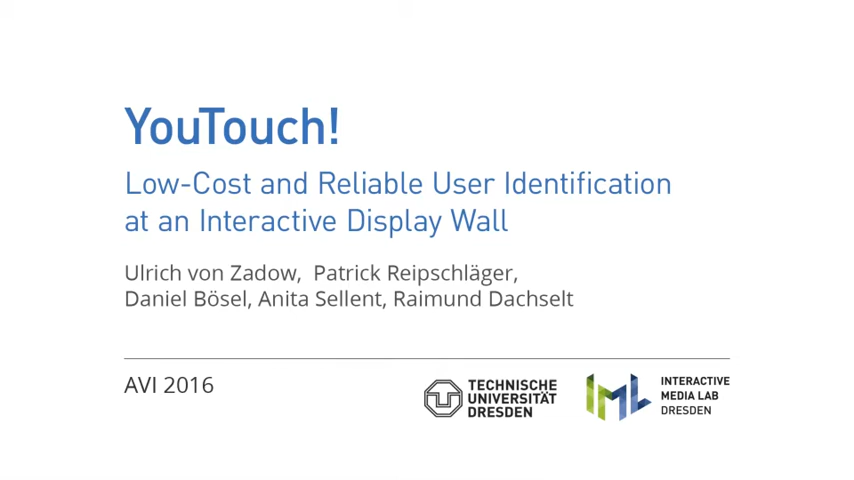 YouTouch!
Low-Cost and Reliable User Identification
at an Interactive Display Wall
Ulrich von Zadow, Patrick Reipschläger,
Daniel Bösel, Anita Sellent, Raimund Dachselt
AVI 2016
TECHNISCHE
UNIVERSITÄT
DRESDEN
IML
INTERACTIVE
MEDIA LAB
DRESDEN